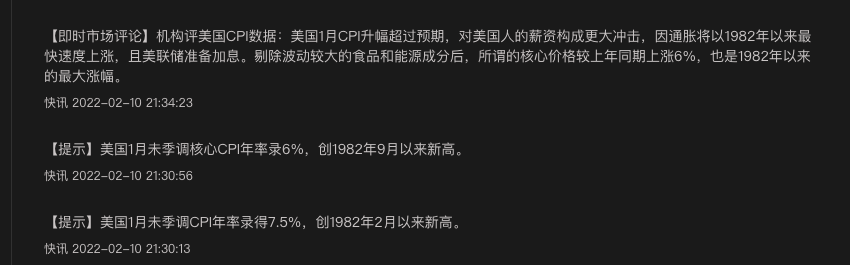 【即时市场评论】机构评美国CPI数据：美国1月CPI升幅超过预期，对美国人的薪资构成更大冲击，因通胀将以1982年以来最
快速度上涨，且美联储准备加息。剔除波动较大的食品和能源成分后，所谓的核心价格较上年同期上涨6%，也是1982年以来
的最大涨幅。
快讯 2022-02-10 21:34:23
【提示】美国1月未季调核心CPI年率录6%，创1982年9月以来新高。
快讯 2022-02-10 21:30:56
【提示】美国1月未季调CPI年率录得7.5%，创1982年2月以来新高。
快讯 2022-02-10 21:30:13